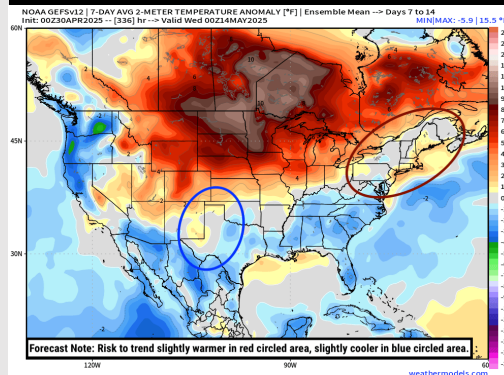 NOAA GEFSv12 | 7-DAY AVG 2-METER TEMPERATURE ANOMALY [°F] | Ensemble Mean --> Days 7 to 14
Init: 00Z30APR2025 -- [336] hr --> Valid Wed 00Z14MAY2025 MIN|MAX: -5.9 | 15.5 °
60N
45N
30N
120W 90W 60
Forecast Note: Risk to trend slightly warmer in red circled area, slightly cooler in blue circled area.
weathermodels.com